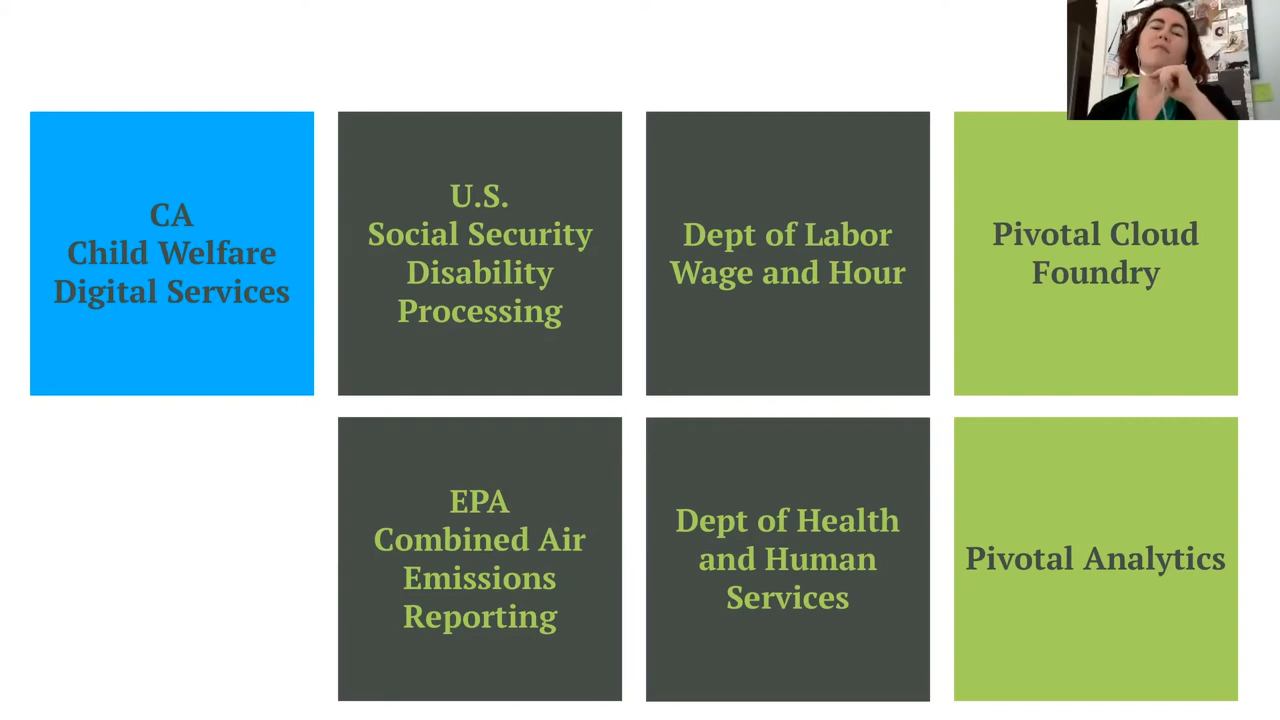 CA
Child Welfare
Digital Services
U.S.
Social Security
Disability
Processing
Dept of Labor
Wage and Hour
Pivotal Cloud
Foundry
EPA
Combined Air
Emissions
Reporting
Dept of Health
and Human
Services
Pivotal Analytics